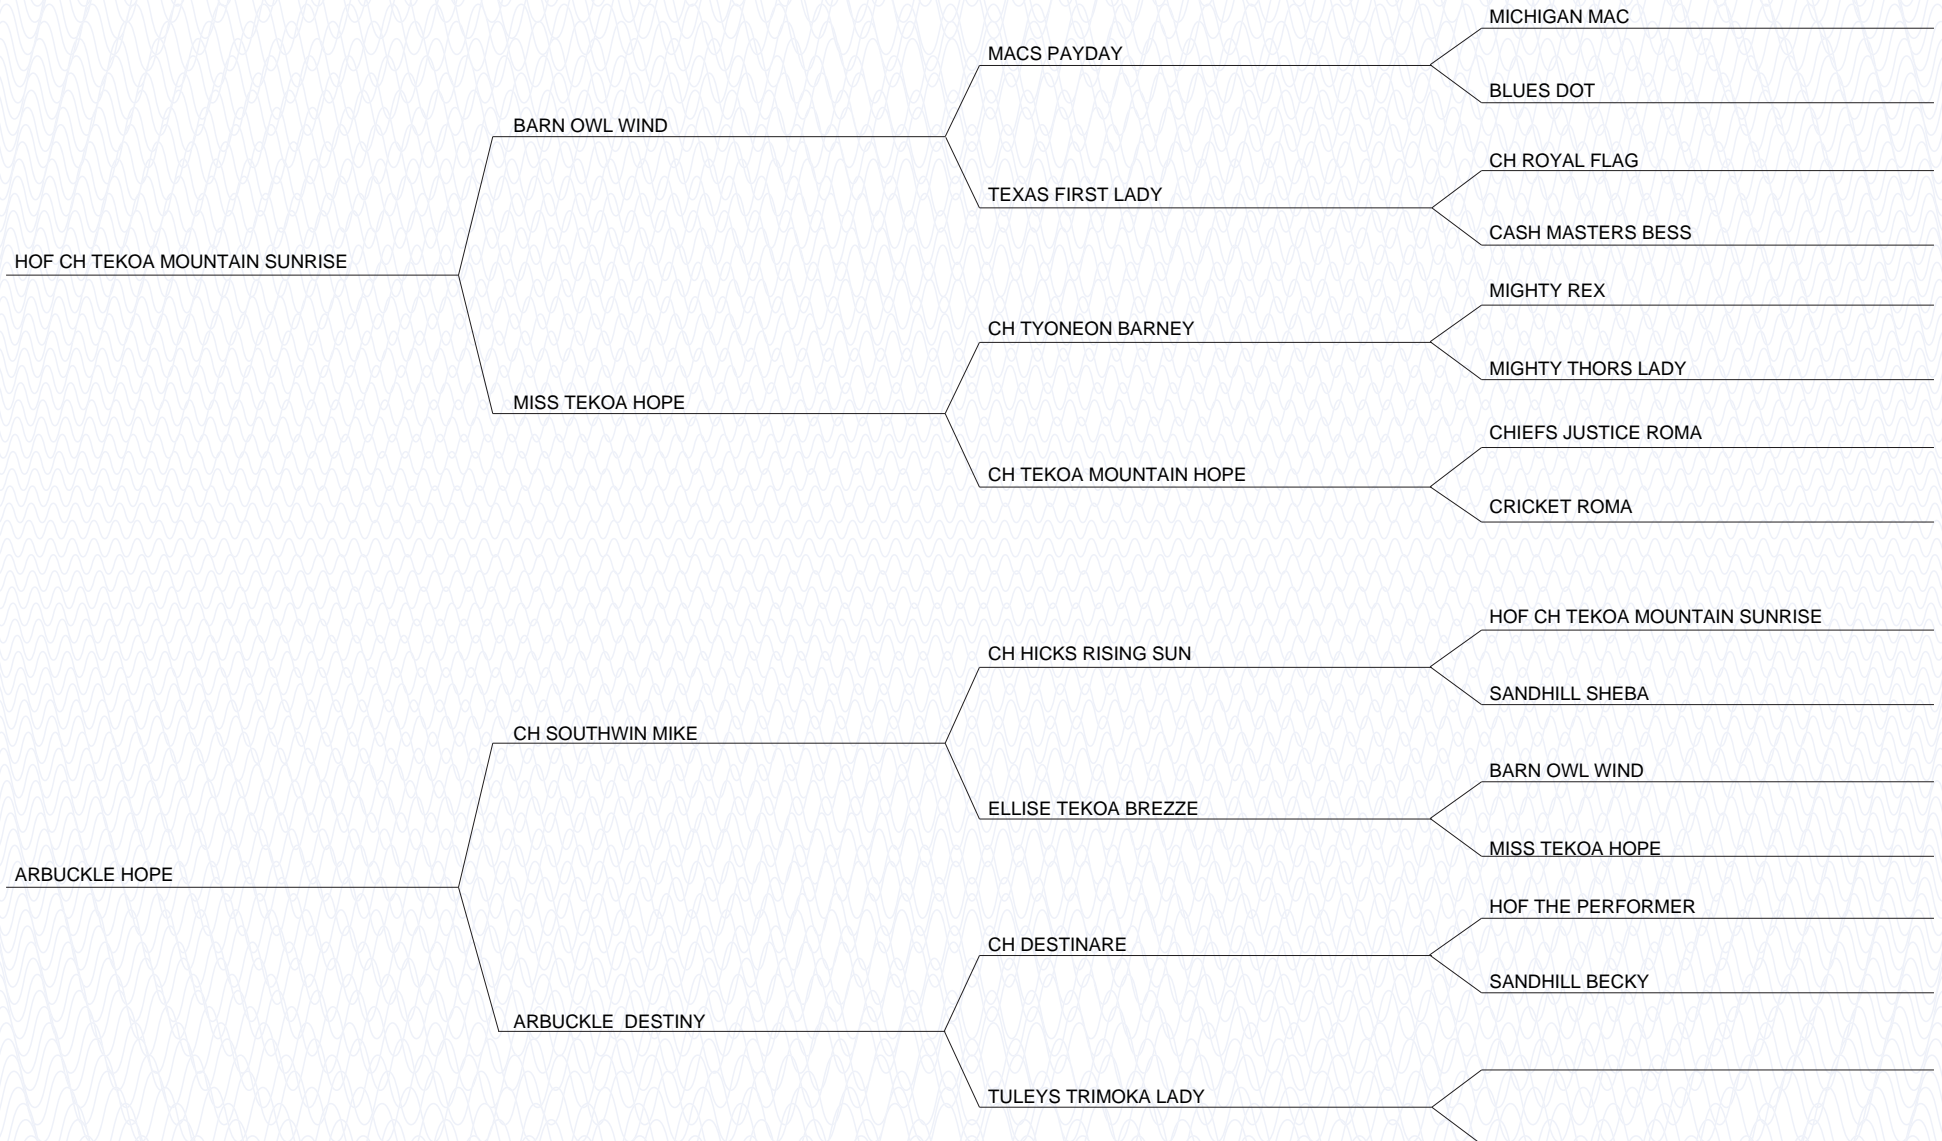 MICHIGAN MAC
MACS PAYDAY
BLUES DOT
BARN OWL WIND
CH ROYAL FLAG
TEXAS FIRST LADY
CASH MASTERS BESS
HOF CH TEKOA MOUNTAIN SUNRISE
MIGHTY REX
CH TYONEON BARNEY
MIGHTY THORS LADY
MISS TEKOA HOPE
CHIEFS JUSTICE ROMA
CH TEKOA MOUNTAIN HOPE
CRICKET ROMA
HOF CH TEKOA MOUNTAIN SUNRISE
CH HICKS RISING SUN
SANDHILL SHEBA
CH SOUTHWIN MIKE
BARN OWL WIND
ELLISE TEKOA BREZZE
MISS TEKOA HOPE
ARBUCKLE HOPE
HOF THE PERFORMER
CH DESTINARE
SANDHILL BECKY
ARBUCKLE  DESTINY
TULEYS TRIMOKA LADY